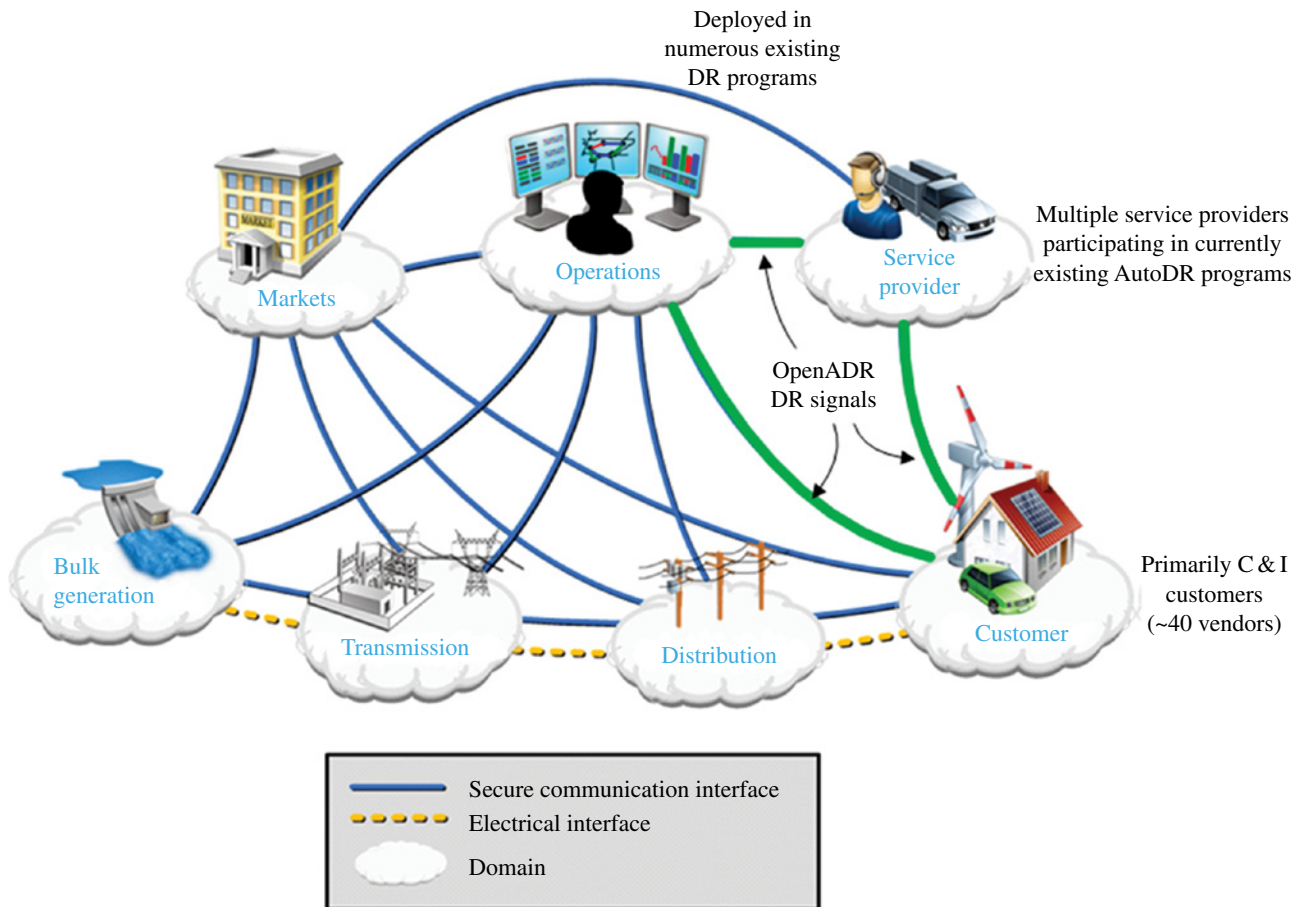 Deployed in
numerous existing
DR programs
MARKET
Markets
Operations
Service
provider
Multiple service providers
participating in currently
existing AutoDR programs
OpenADR
DR signals
Bulk
generation
Transmission
Distribution
Customer
Primarily C & I
customers
(~40 vendors)
Secure communication interface
Electrical interface
Domain